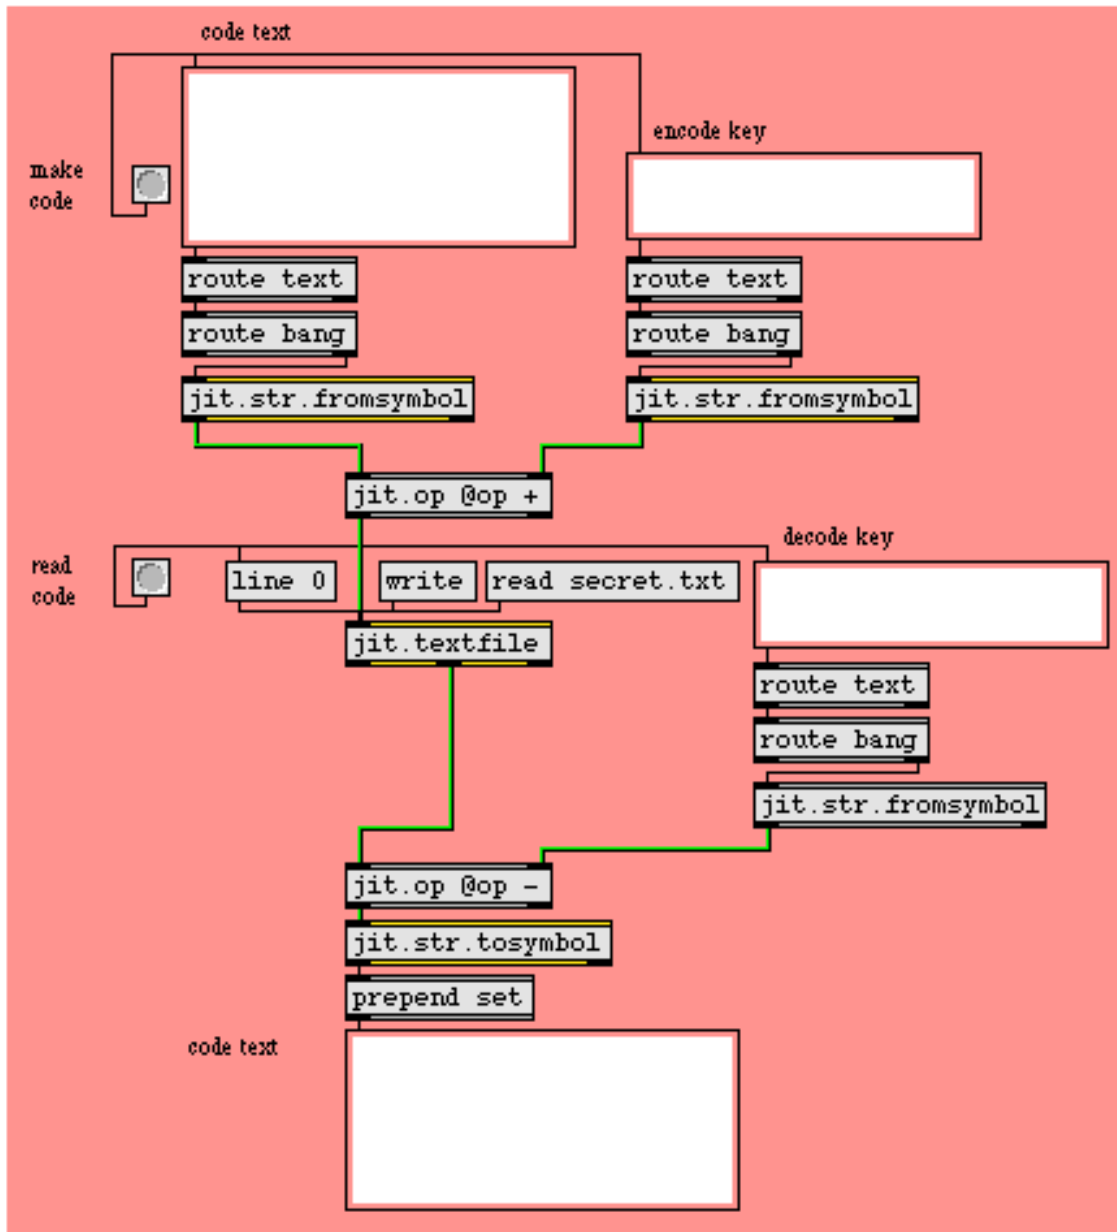 code text
encode key
make
code
route text
route text
route bang
route bang
jit.str.fromsymbol
jit.str.fromsymbol
jit.op @op +
decode key
read
code
line 0
write
read secret.txt
jit.textfile
route text
route bang
jit.str.fromsymbol
jit.op @op -
jit.str.tosymbol
prepend set
code text